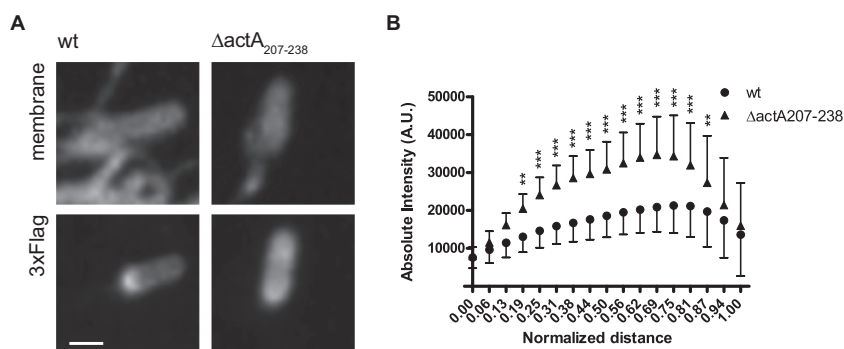 A
wt
ΔactA207-238
membrane
3xFlag
B
Absolute Intensity (A.U.)
50000
40000
30000
20000
10000
** *** *** *** *** *** *** *** *** *** *** **
wt
ΔactA207-238
0.00 0.06 0.13 0.19 0.25 0.31 0.38 0.44 0.50 0.56 0.62 0.69 0.75 0.81 0.87 0.94 1.00
Normalized distance